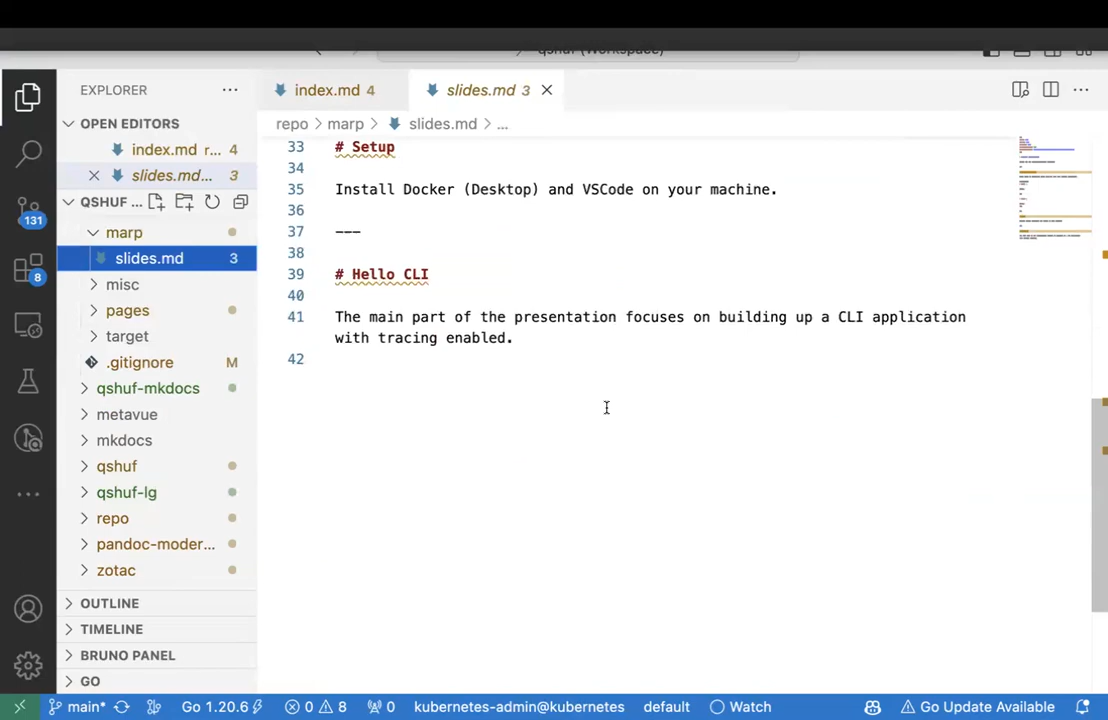 qshuf (Workspace)
EXPLORER
index.md 4
slides.md 3
OPEN EDITORS
repo > marp > slides.md > ...
index.md r... 4
slides.md... 3
QSHUF ...
marp
slides.md 3
misc
pages
target
.gitignore M
qshuf-mkdocs
metavue
mkdocs
qshuf
qshuf-lg
repo
pandoc-moder...
zotac
OUTLINE
TIMELINE
BRUNO PANEL
GO
131
8
33 # Setup
34
35 Install Docker (Desktop) and VSCode on your machine.
36
37 ---
38
39 # Hello CLI
40
41 The main part of the presentation focuses on building up a CLI application
with tracing enabled.
42
main* Go 1.20.6 0 8 0 kubernetes-admin@kubernetes default Watch Go Update Available